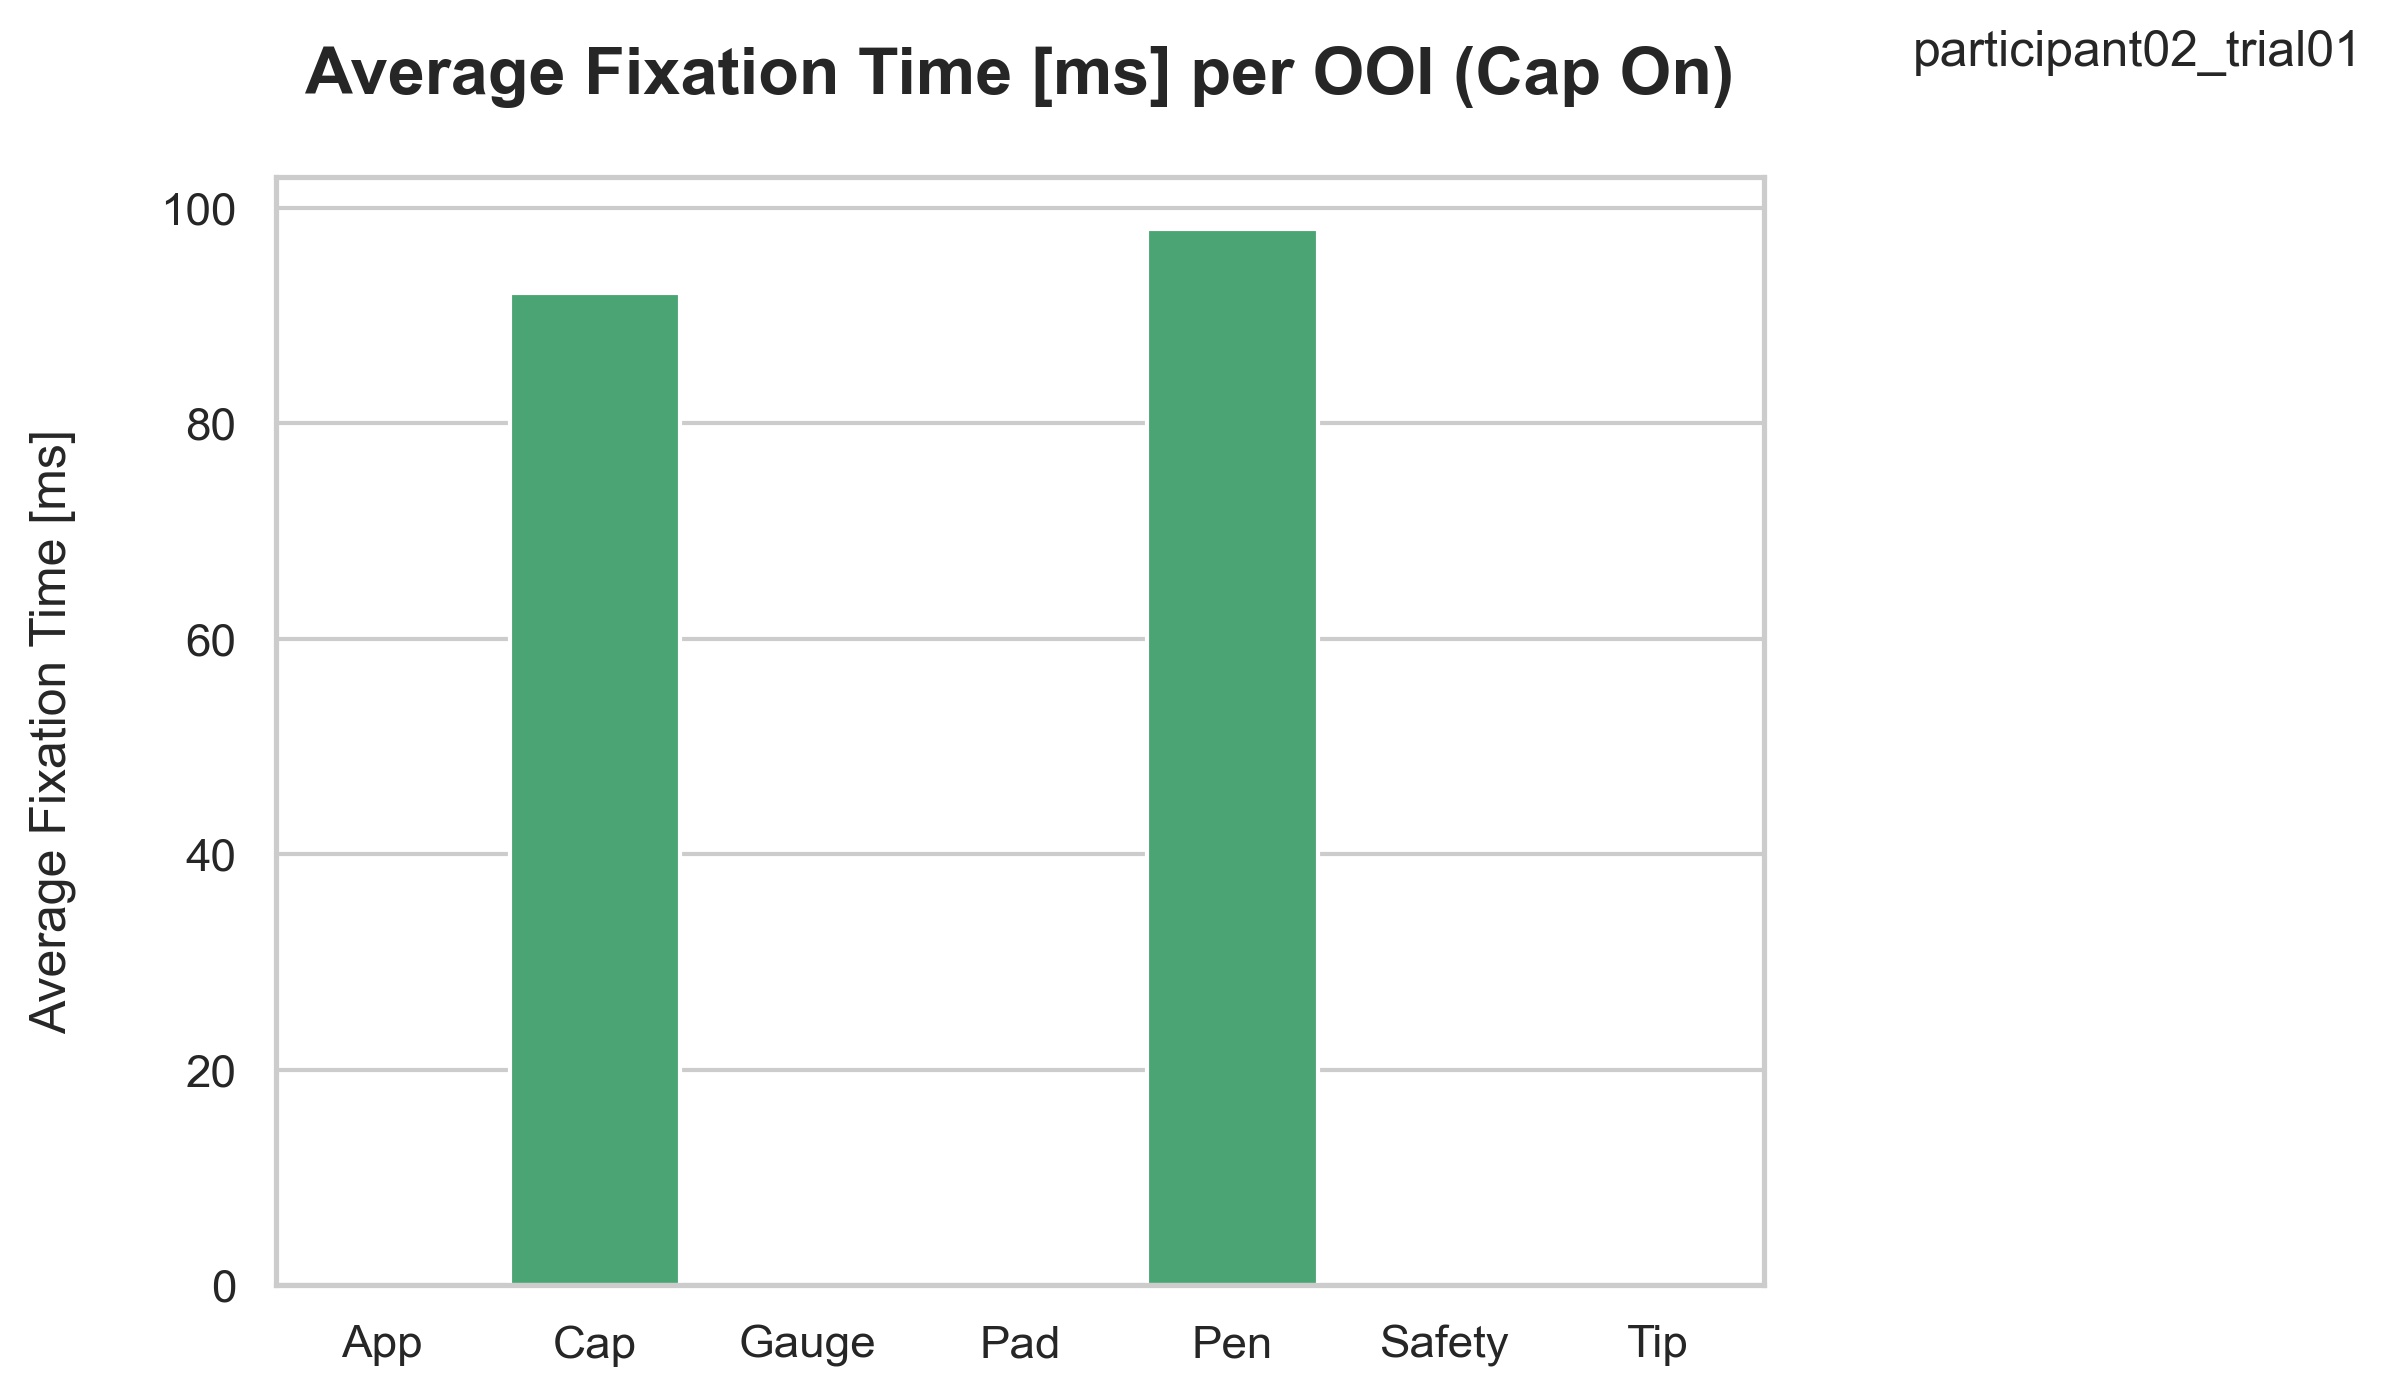 participant02_trial01
Average Fixation Time [ms] per OOI (Cap On)
Average Fixation Time [ms]
100
80
60
40
20
0
App Cap Gauge Pad Pen Safety Tip